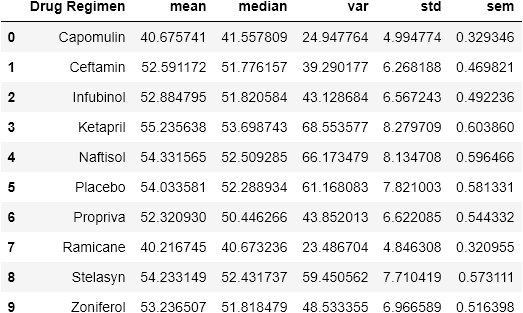 Drug Regimen mean median var std sem
0 Capomulin 40.675741 41.557809 24.947764 4.994774 0.329346
1 Ceftamin 52.591172 51.776157 39.290177 6.268188 0.469821
2 Infubinol 52.884795 51.820584 43.128684 6.567243 0.492236
3 Ketapril 55.235638 53.698743 68.553577 8.279709 0.603860
4 Naftisol 54.331565 52.509285 66.173479 8.134708 0.596466
5 Placebo 54.033581 52.288934 61.168083 7.821003 0.581331
6 Propriva 52.320930 50.446266 43.852013 6.622085 0.544332
7 Ramicane 40.216745 40.673236 23.486704 4.846308 0.320955
8 Stelasyn 54.233149 52.431737 59.450562 7.710419 0.573111
9 Zoniferol 53.236507 51.818479 48.533355 6.966589 0.516398